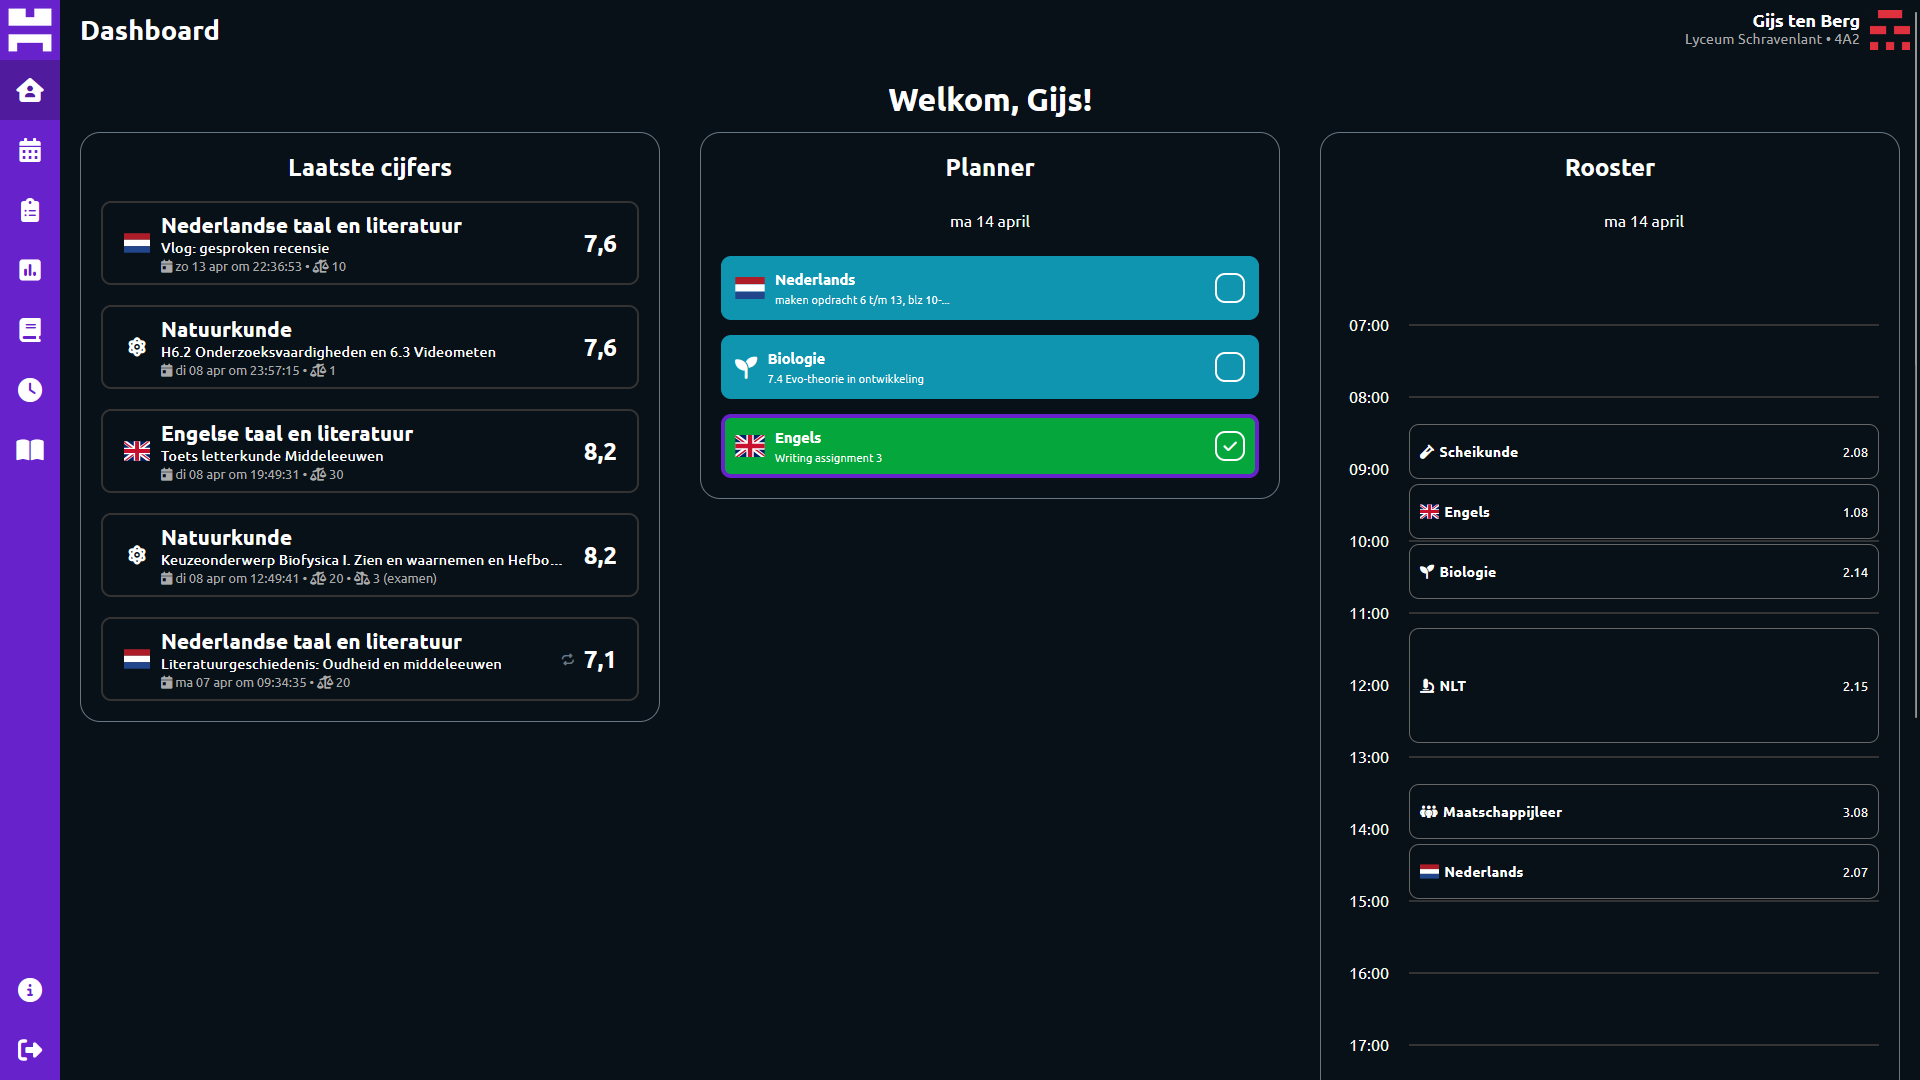 Dashboard
Gijs ten Berg
Lyceum Schravenlant • 4A2
Welkom, Gijs!
Laatste cijfers
Nederlandse taal en literatuur
Vlog: gesproken recensie
zo 13 apr om 22:36:53 • 10
7,6
Natuurkunde
H6.2 Onderzoeksvaardigheden en 6.3 Videometen
di 08 apr om 23:57:15 • 1
7,6
Engelse taal en literatuur
Toets letterkunde Middeleeuwen
di 08 apr om 19:49:31 • 30
8,2
Natuurkunde
Keuzeonderwerp Biofysica I. Zien en waarnemen en Hefbo...
di 08 apr om 12:49:41 • 20 • 3 (examen)
8,2
Nederlandse taal en literatuur
Literatuurgeschiedenis: Oudheid en middeleeuwen
ma 07 apr om 09:34:35 • 20
7,1
Planner
ma 14 april
Nederlands
maken opdracht 6 t/m 13, blz 10-...
Biologie
7.4 Evo-theorie in ontwikkeling
Engels
Writing assignment 3
Rooster
ma 14 april
07:00
08:00
Scheikunde 2.08
09:00
Engels 1.08
10:00
Biologie 2.14
11:00
12:00
NLT 2.15
13:00
Maatschappijleer 3.08
14:00
Nederlands 2.07
15:00
16:00
17:00